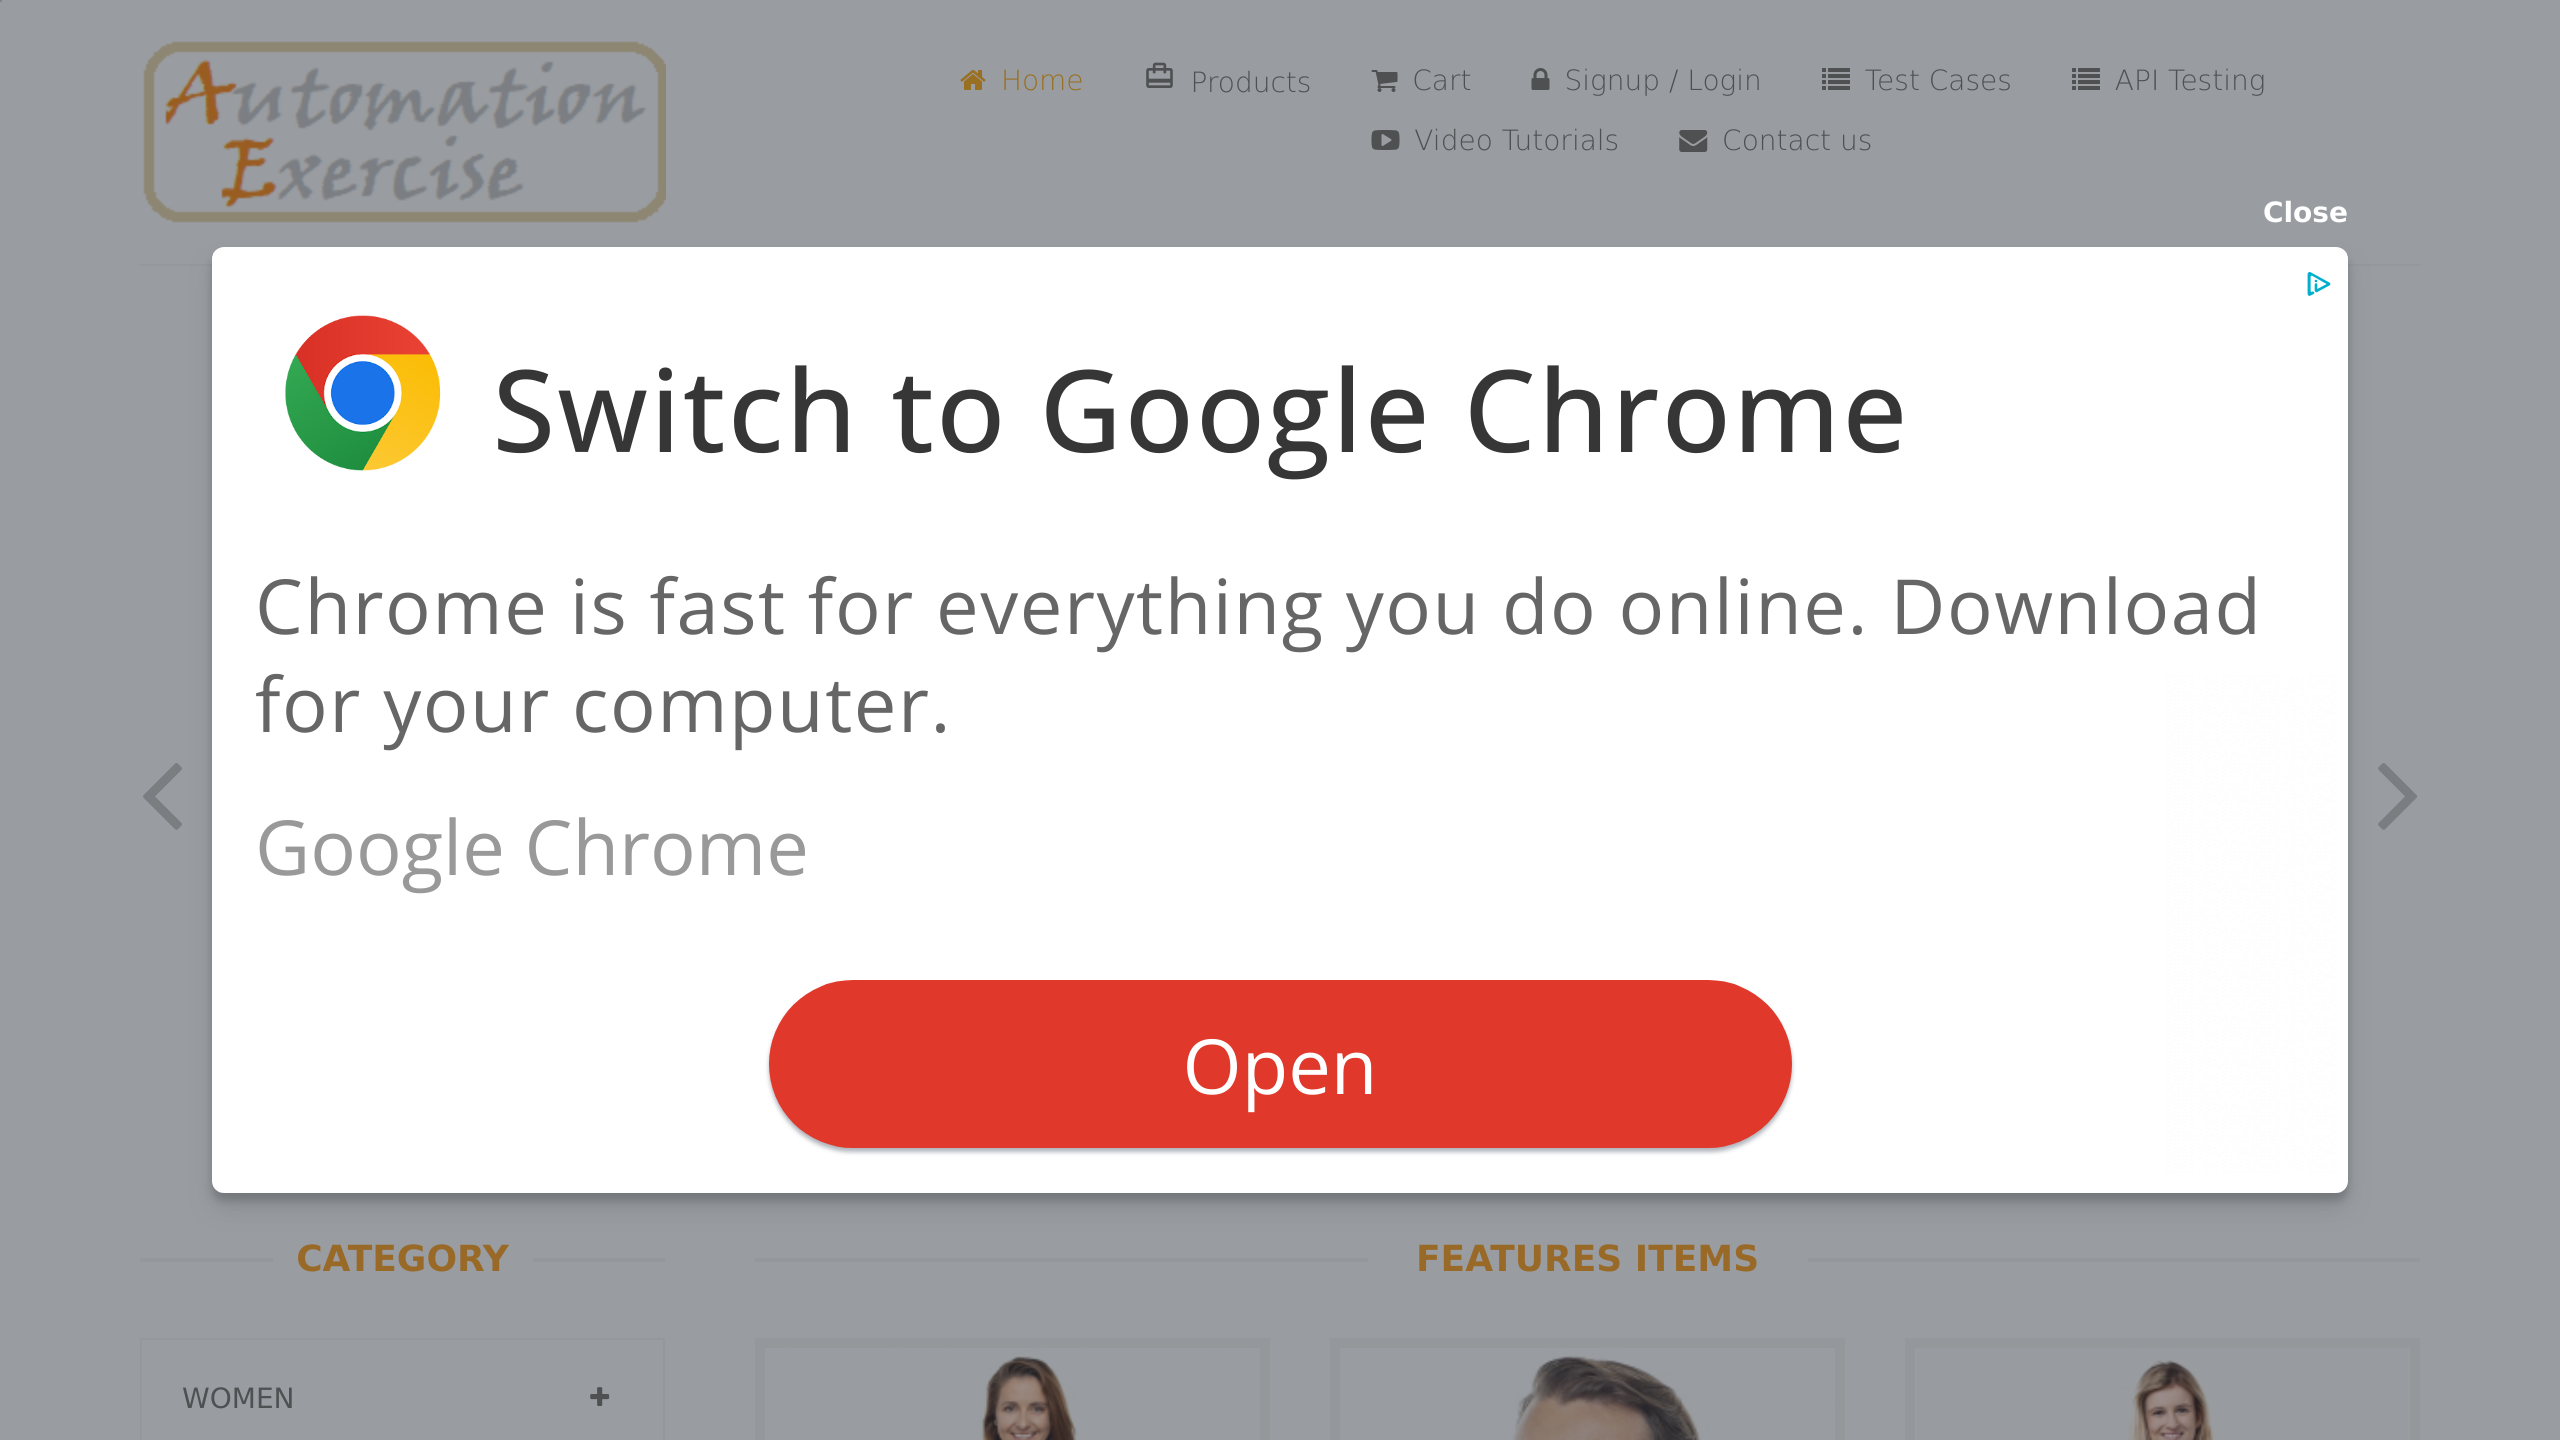 Automation
Exercise
Home
Products
Cart
Signup / Login
Test Cases
API Testing
Video Tutorials
Contact us
Close
Switch to Google Chrome
Chrome is fast for everything you do online. Download
for your computer.
Google Chrome
Open
CATEGORY
FEATURES ITEMS
WOMEN